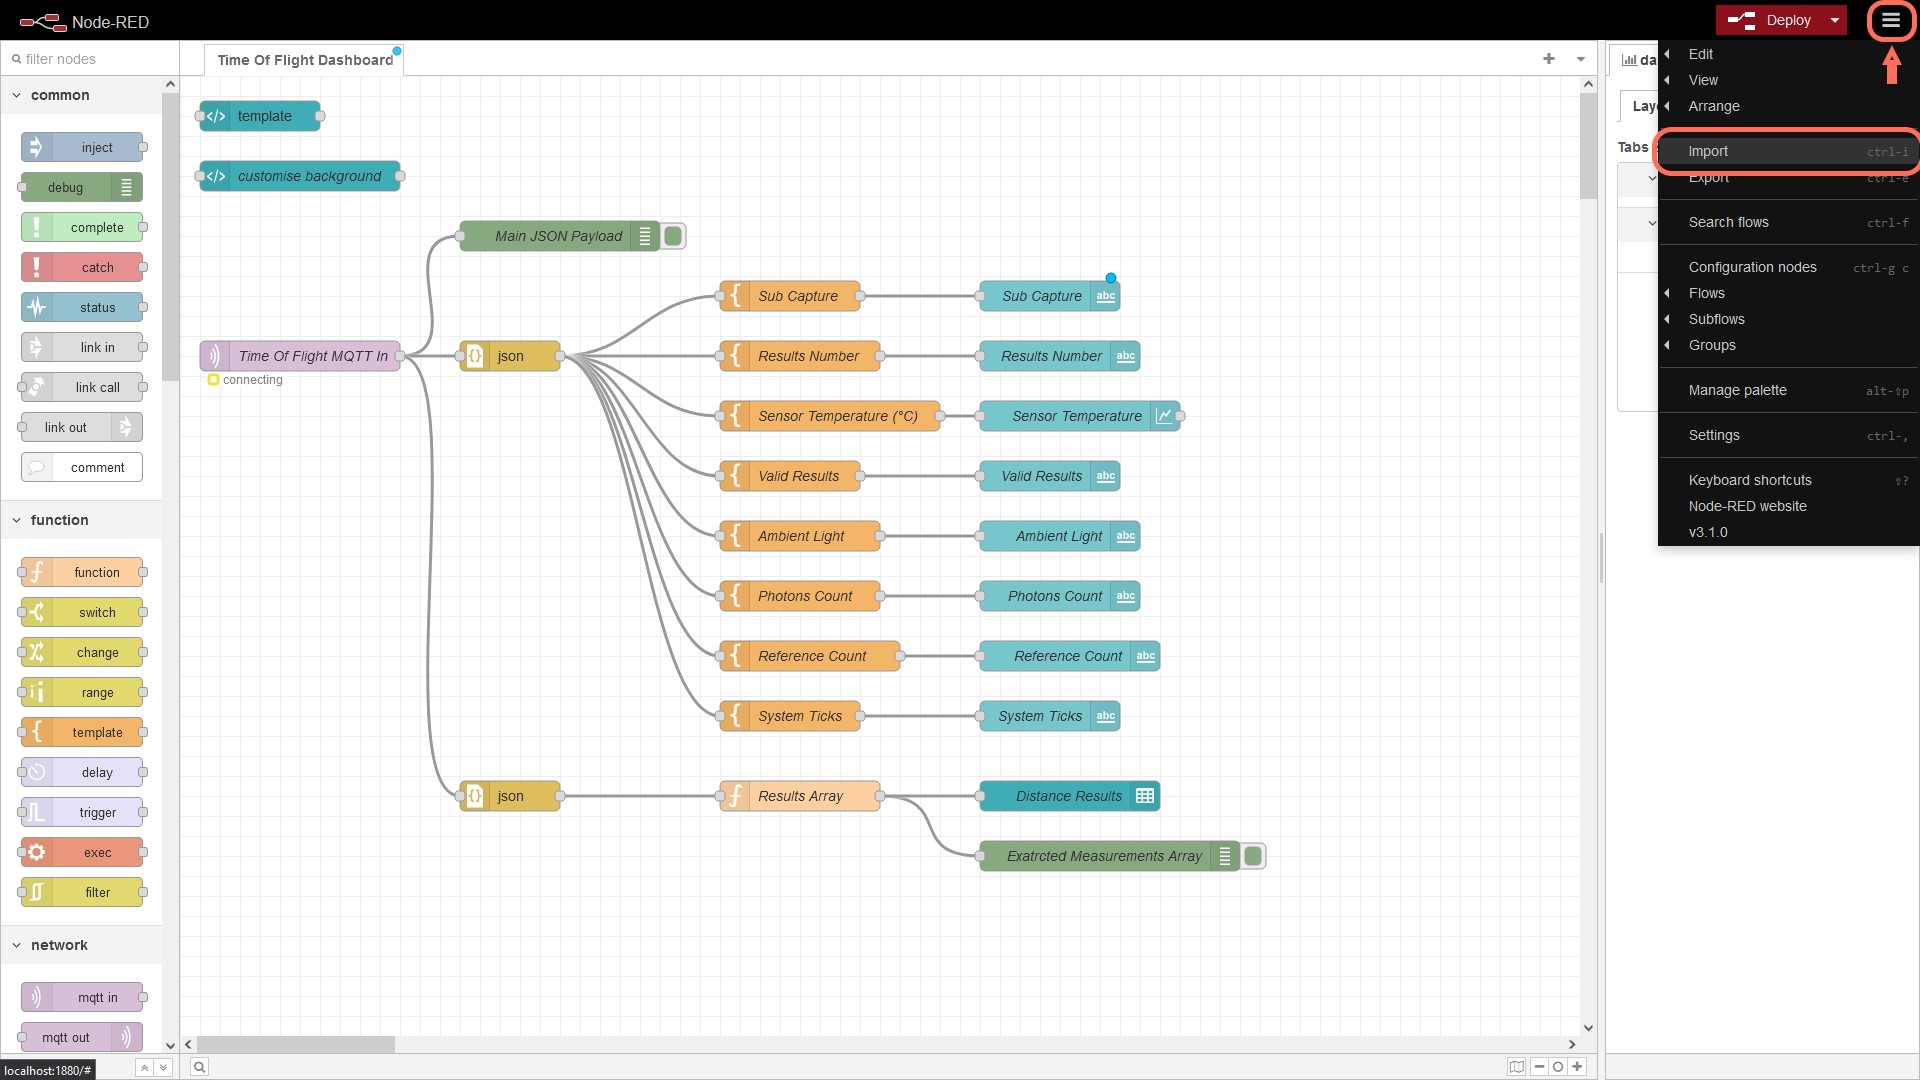 Node-RED
Deploy
filter nodes
Time Of Flight Dashboard
da
Edit
View
Arrange
Lay
Tabs
Import ctrl-i
Export ctrl-e
Search flows ctrl-f
Configuration nodes ctrl-g c
Flows
Subflows
Groups
Manage palette alt-⇧p
Settings ctrl-,
Keyboard shortcuts ⇧?
Node-RED website
v3.1.0
common
inject
debug
complete
catch
status
link in
link call
link out
comment
function
function
switch
change
range
template
delay
trigger
exec
filter
network
mqtt in
mqtt out
localhost:1880/#
</> template
</> customise background
Main JSON Payload
Time Of Flight MQTT In
connecting
{} json
{ Sub Capture
Sub Capture abc
{ Results Number
Results Number abc
{ Sensor Temperature (°C)
Sensor Temperature
{ Valid Results
Valid Results abc
{ Ambient Light
Ambient Light abc
{ Photons Count
Photons Count abc
{ Reference Count
Reference Count abc
{ System Ticks
System Ticks abc
{} json
Results Array
Distance Results
Exatrcted Measurements Array